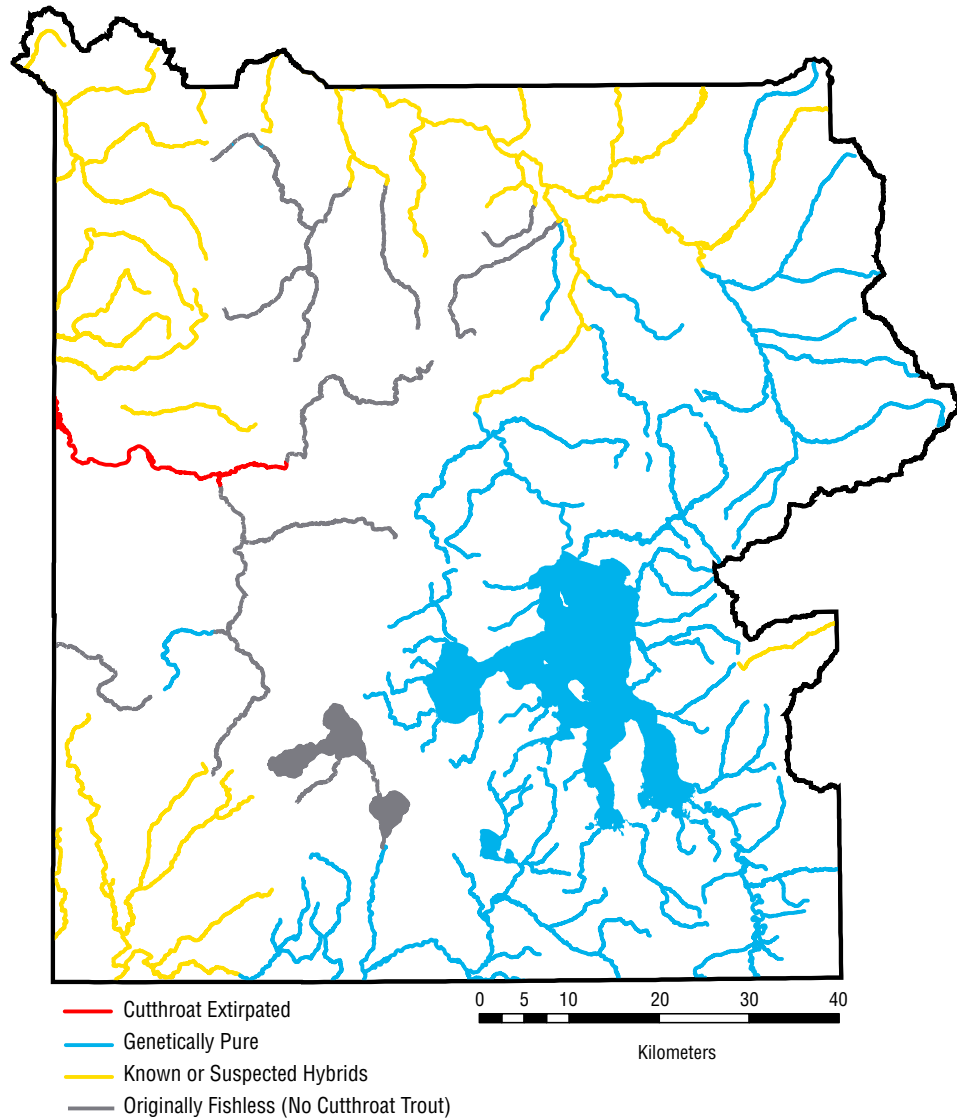 Cutthroat Extirpated
Genetically Pure
Known or Suspected Hybrids
Originally Fishless (No Cutthroat Trout)
0 5 10 20 30 40
Kilometers